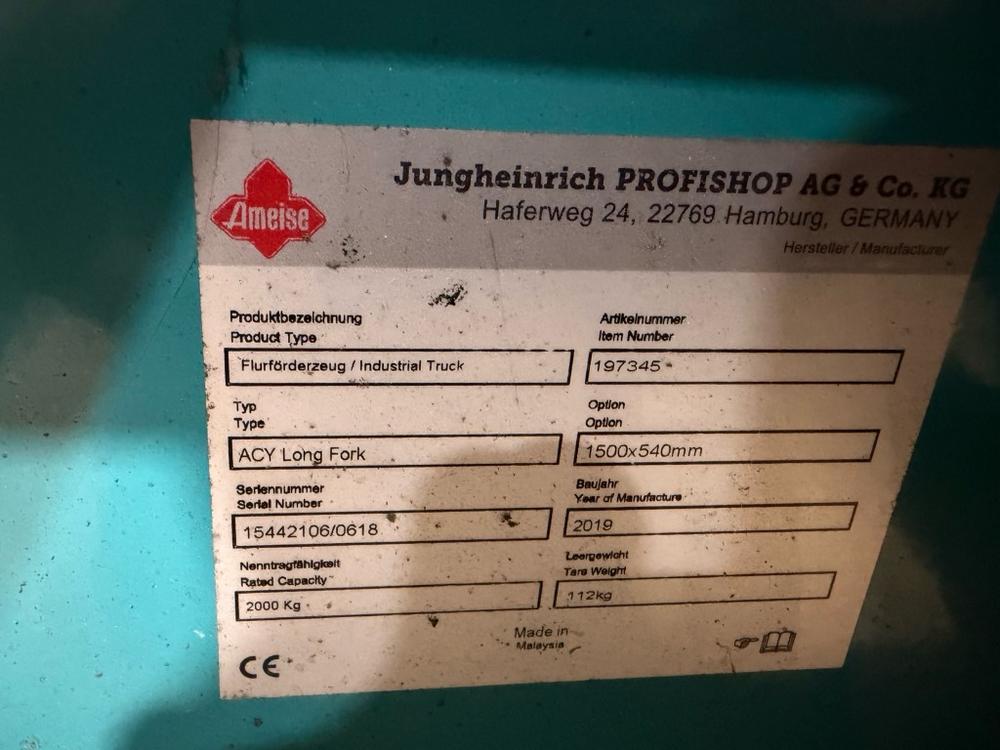 Ameise
Jungheinrich PROFISHOP AG & Co. KG
Haferweg 24, 22769 Hamburg, GERMANY
Hersteller / Manufacturer
Produktbezeichnung
Product Type
Flurförderzeug / Industrial Truck
Artikelnummer
Item Number
197345
Typ
Type
ACY Long Fork
Option
Option
1500x540mm
Seriennummer
Serial Number
15442106/0618
Baujahr
Year of Manufacture
2019
Nenntragfähigkeit
Rated Capacity
2000 Kg
Leergewicht
Tare Weight
112kg
Made in
Malaysia
CE